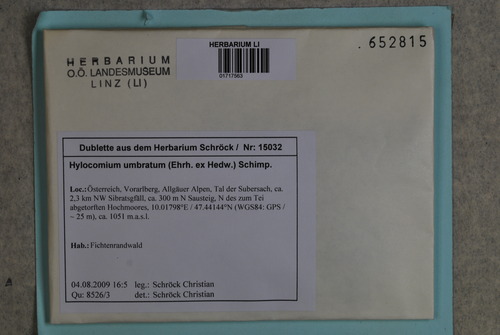 HERBARIUM
O.Ö. LANDESMUSEUM
LINZ (LI)
HERBARIUM LI
01717563
. 652815
Dublette aus dem Herbarium Schröck / Nr: 15032
Hylocomium umbratum (Ehrh. ex Hedw.) Schimp.
Loc.: Österreich, Vorarlberg, Allgäuer Alpen, Tal der Subersach, ca.
2,3 km NW Sibratsgfäll, ca. 300 m N Sausteig, N des zum Tei
abgetorften Hochmoores, 10.01798°E / 47.44144°N (WGS84: GPS /
~ 25 m), ca. 1051 m.a.s.l.
Hab.: Fichtenrandwald
04.08.2009 16:5 leg.: Schröck Christian
Qu: 8526/3 det.: Schröck Christian